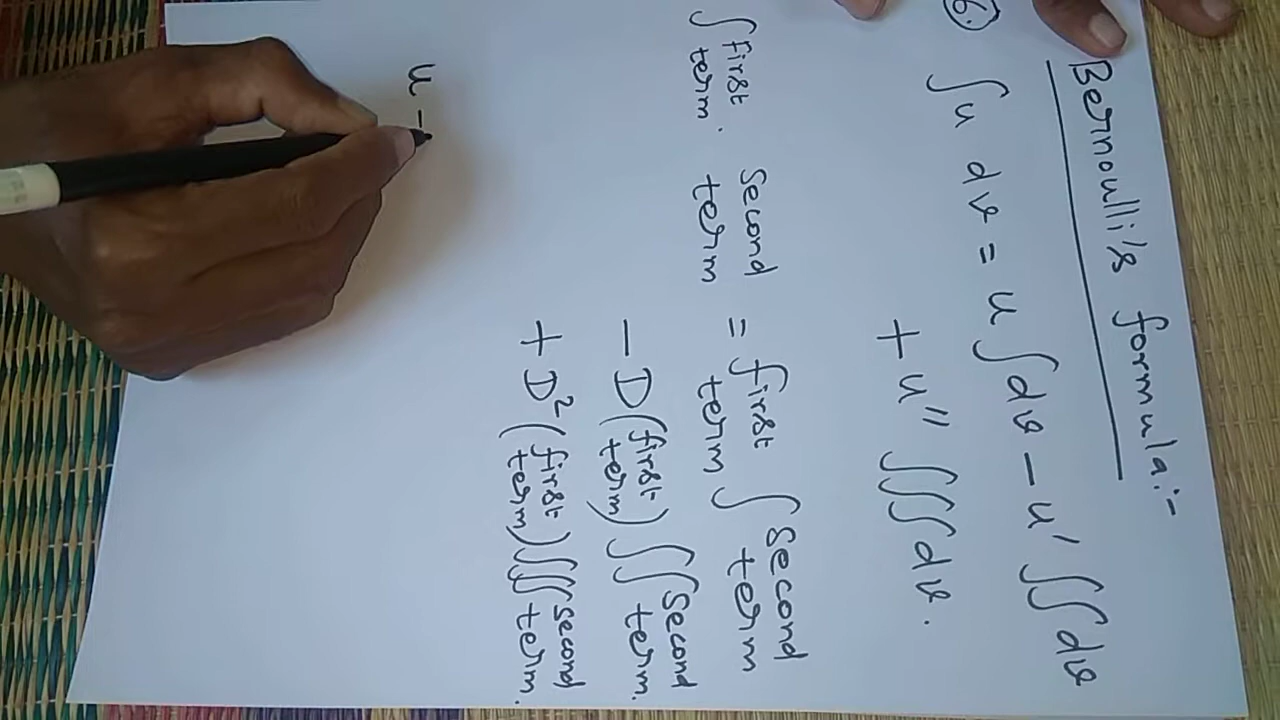 Bernoulli's formula:-
6. ∫u dv = u ∫dv - u' ∫∫dv
+ u'' ∫∫∫dv.
∫first term. second term = first term ∫second term
- D(first term) ∫∫second term.
+ D²(first term) ∫∫∫second term.
u -